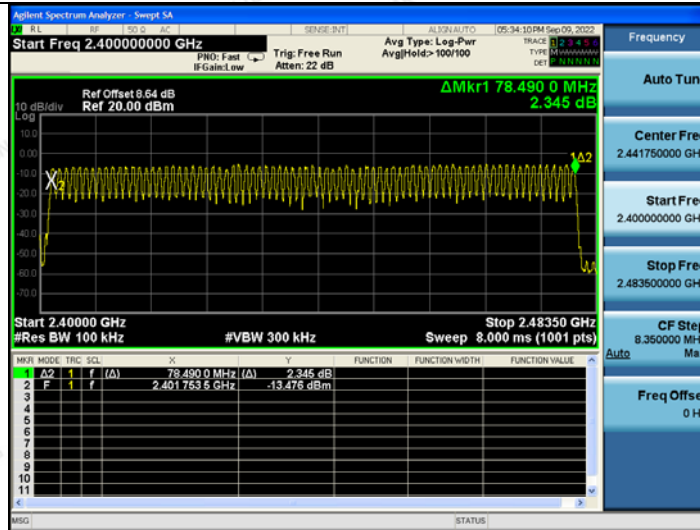 Agilent Spectrum Analyzer - Swept SA
RL RF 50 Ω AC SENSE:INT ALIGN AUTO 05:34:10 PM Sep 09, 2022
Start Freq 2.400000000 GHz
PNO: Fast
IFGain:Low
Trig: Free Run
Atten: 22 dB
Avg Type: Log-Pwr
Avg|Hold:> 100/100
TRACE 1 2 3 4 5 6
TYPE M
DET P N N N N N
Ref Offset 8.64 dB
Ref 20.00 dBm
10 dB/div
Log
ΔMkr1 78.490 0 MHz
2.345 dB
10.0
0.00
-10.0
-20.0
-30.0
-40.0
-50.0
-60.0
-70.0
X2
1Δ2
Start 2.40000 GHz Stop 2.48350 GHz
#Res BW 100 kHz #VBW 300 kHz Sweep 8.000 ms (1001 pts)
MKR MODE TRC SCL X Y FUNCTION FUNCTION WIDTH FUNCTION VALUE
1 Δ2 1 f (Δ) 78.490 0 MHz (Δ) 2.345 dB
2 F 1 f 2.401 753 5 GHz -13.476 dBm
3
4
5
6
7
8
9
10
11
MSG STATUS
Frequency
Auto Tun
Center Fre
2.441750000 GH
Start Fre
2.400000000 GH
Stop Fre
2.483500000 GH
CF Ste
8.350000 MH
Auto Ma
Freq Offse
0 H